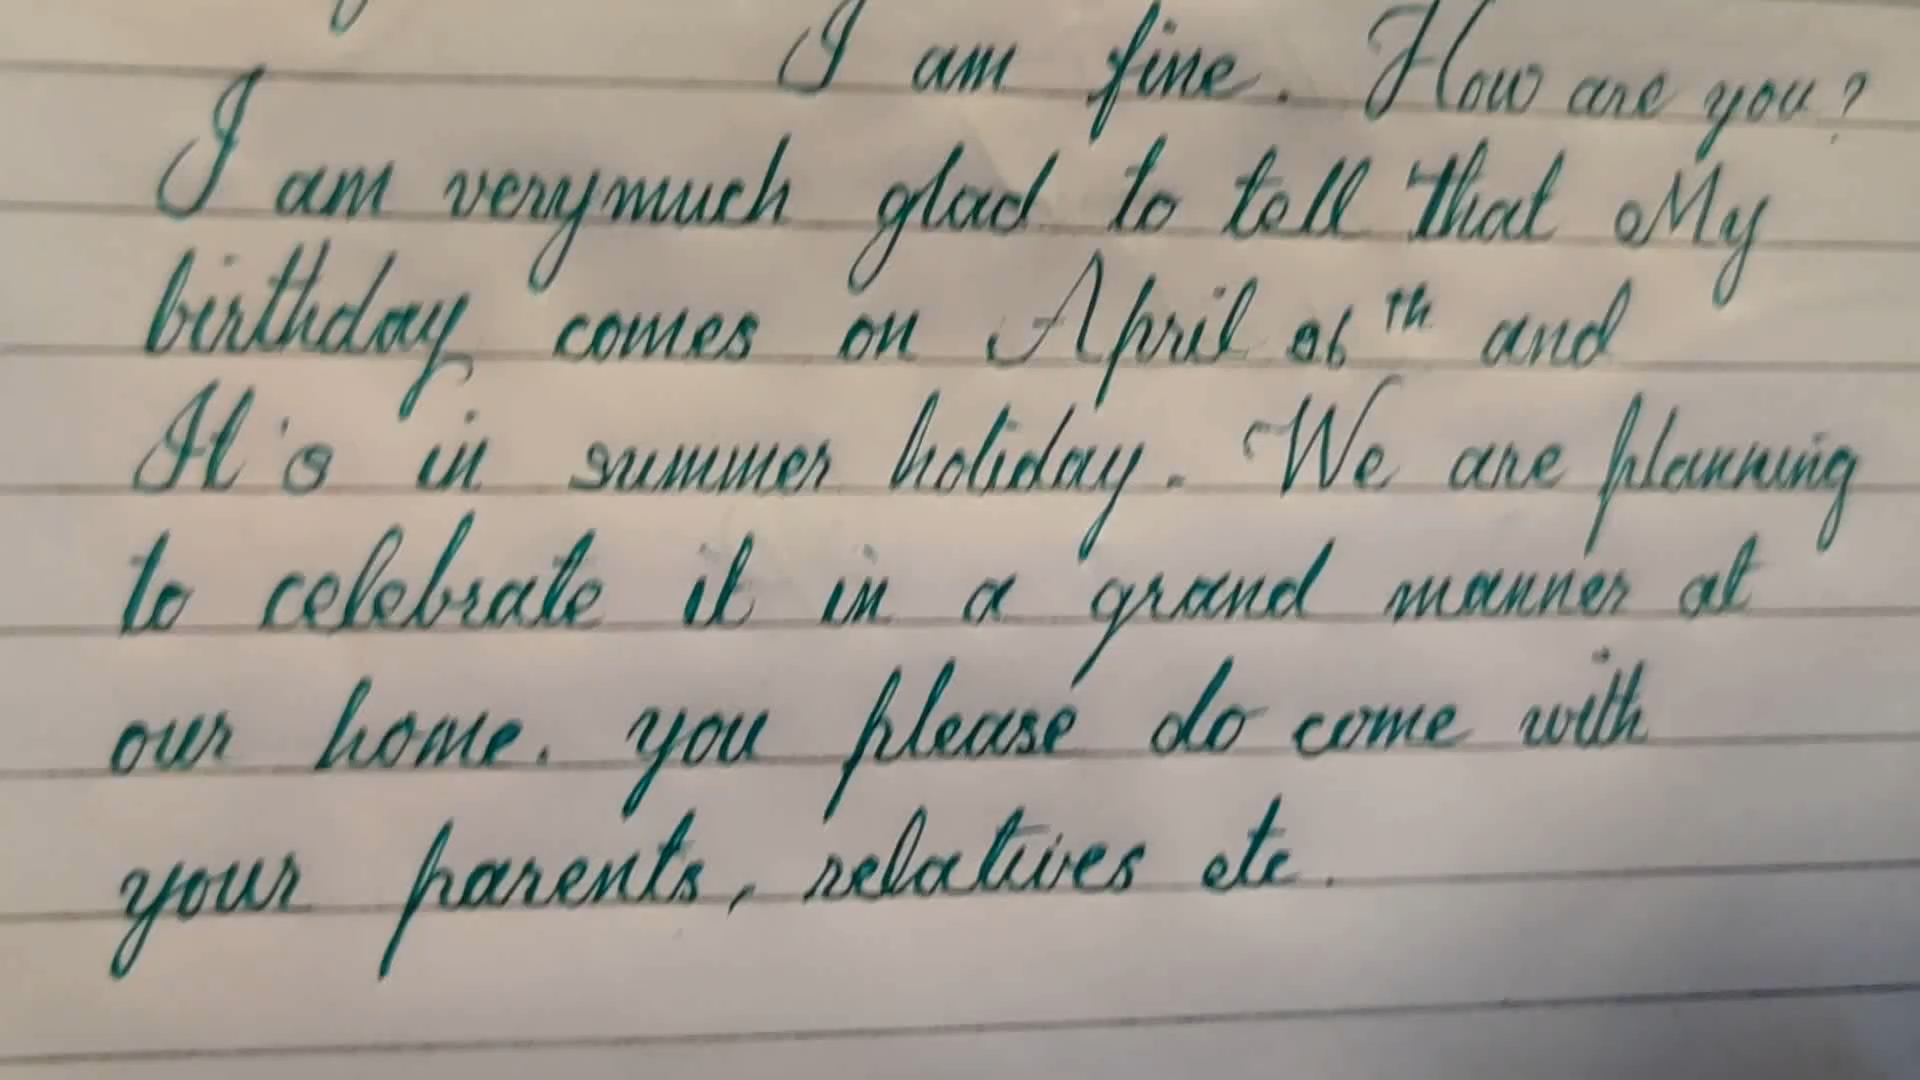 I am fine. How are you?
I am verymuch glad to tell that My
birthday comes on April 06th and
It's in summer holiday. We are planning
to celebrate it in a grand manner at
our home. you please do come with
your parents, relatives etc.